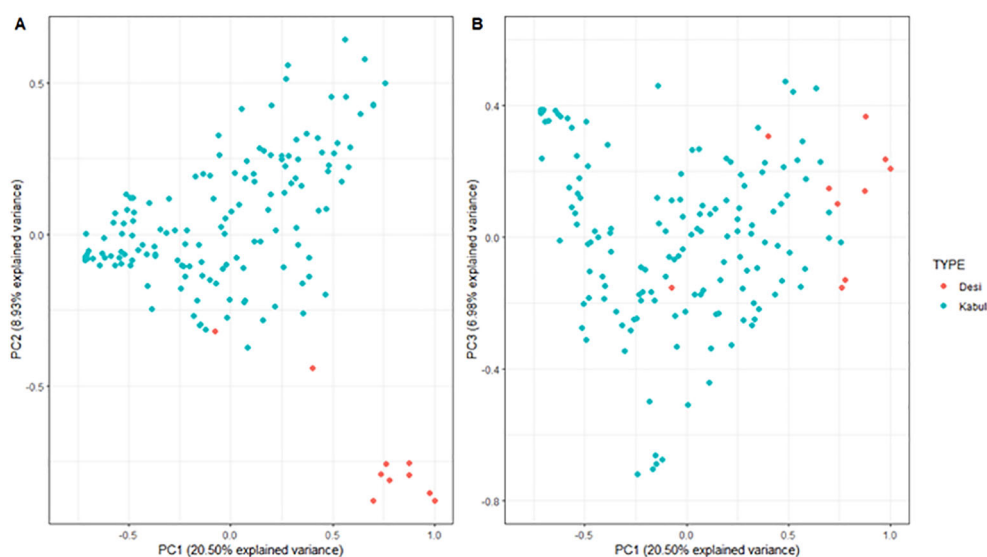 A
PC2 (8.93% explained variance)
0.5
0.0
-0.5
-0.5
0.0
0.5
1.0
PC1 (20.50% explained variance)
B
PC3 (6.98% explained variance)
0.4
0.0
-0.4
-0.8
-0.5
0.0
0.5
1.0
PC1 (20.50% explained variance)
TYPE
Desi
Kabuli